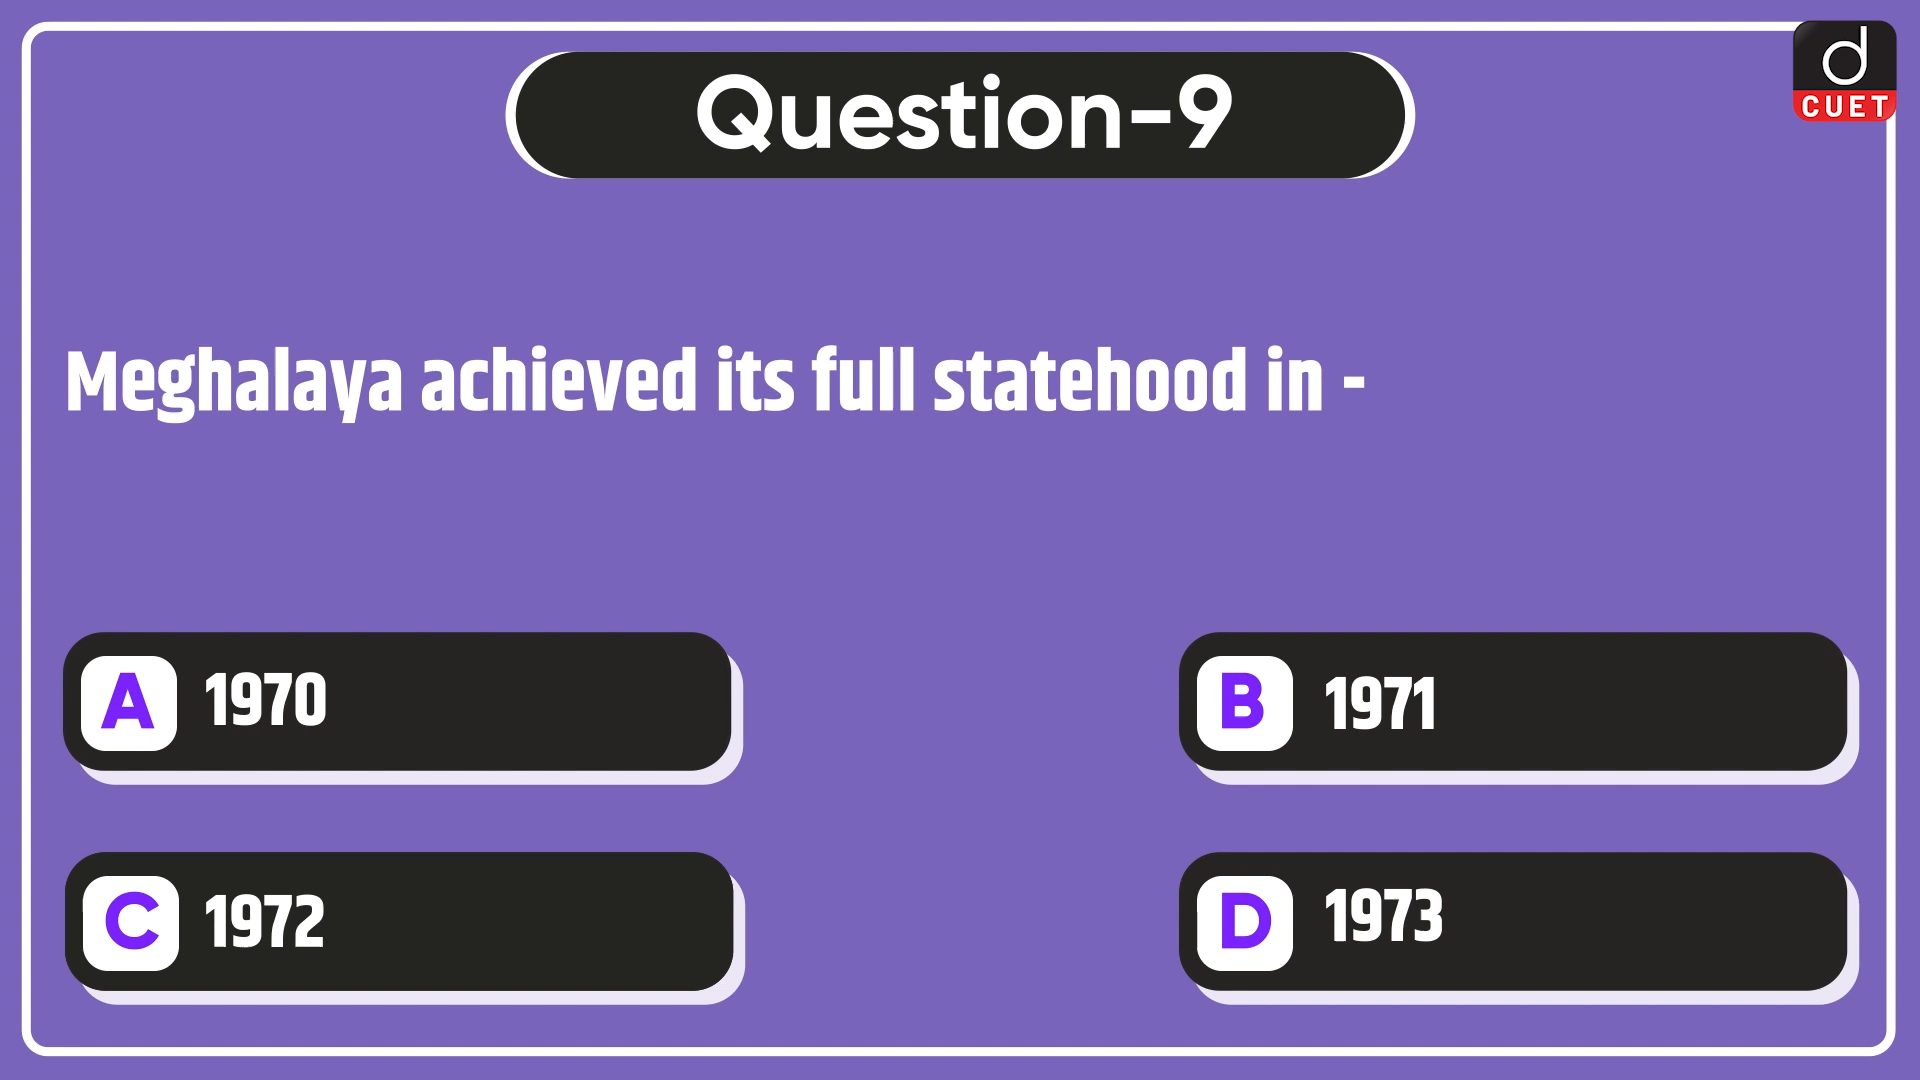 Question-9
d
CUET
Meghalaya achieved its full statehood in -
A 1970
B 1971
C 1972
D 1973